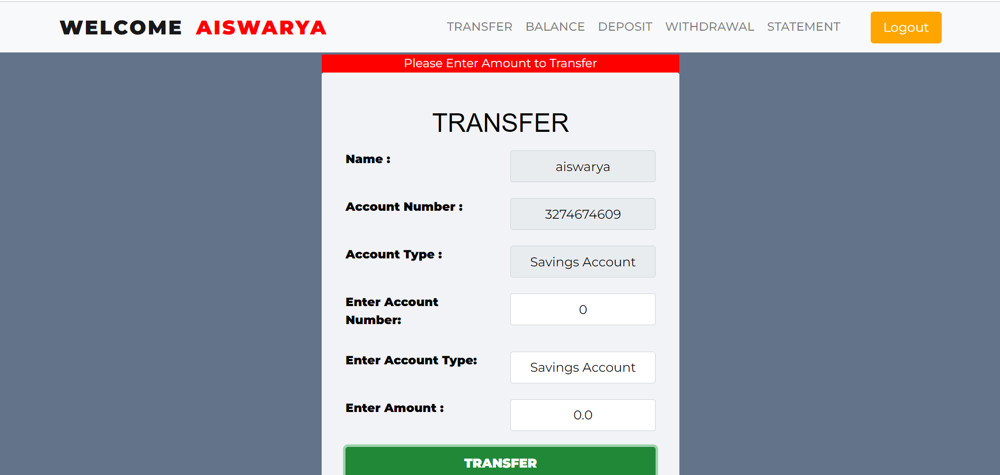 WELCOME AISWARYA TRANSFER BALANCE DEPOSIT WITHDRAWAL STATEMENT Logout
Please Enter Amount to Transfer
TRANSFER
Name : aiswarya
Account Number : 3274674609
Account Type : Savings Account
Enter Account
Number: 0
Enter Account Type: Savings Account
Enter Amount : 0.0
TRANSFER